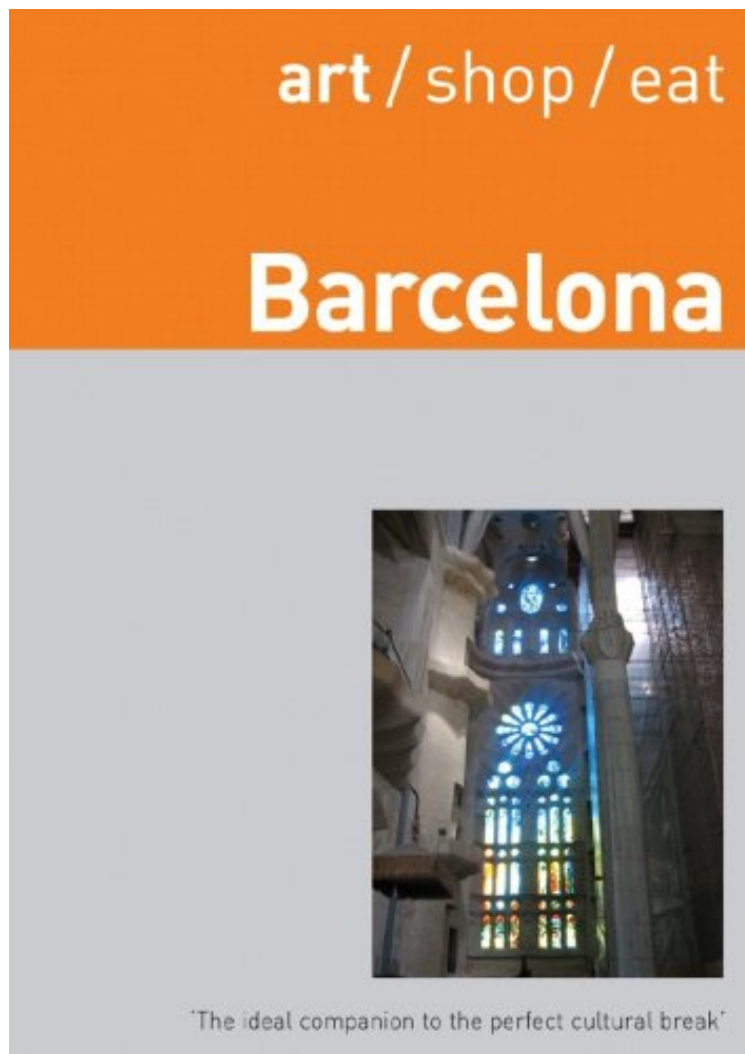 art / shop / eat
Barcelona
‘The ideal companion to the perfect cultural break’